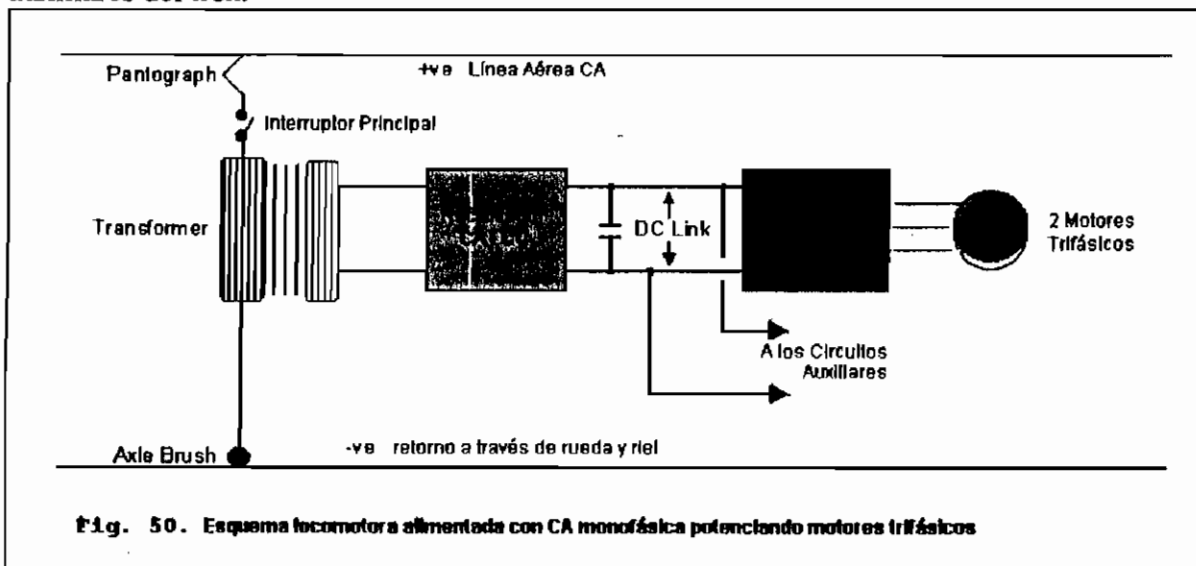 Pantograph
+ve Línea Aérea CA
Interruptor Principal
Transformer
DC Link
2 Motores
Trifásicos
A los Circuitos
Auxiliares
Axle Brush
-ve retorno a través de rueda y riel
Fig. 50. Esquema locomotora alimentada con CA monofásica potenciando motores trifásicos